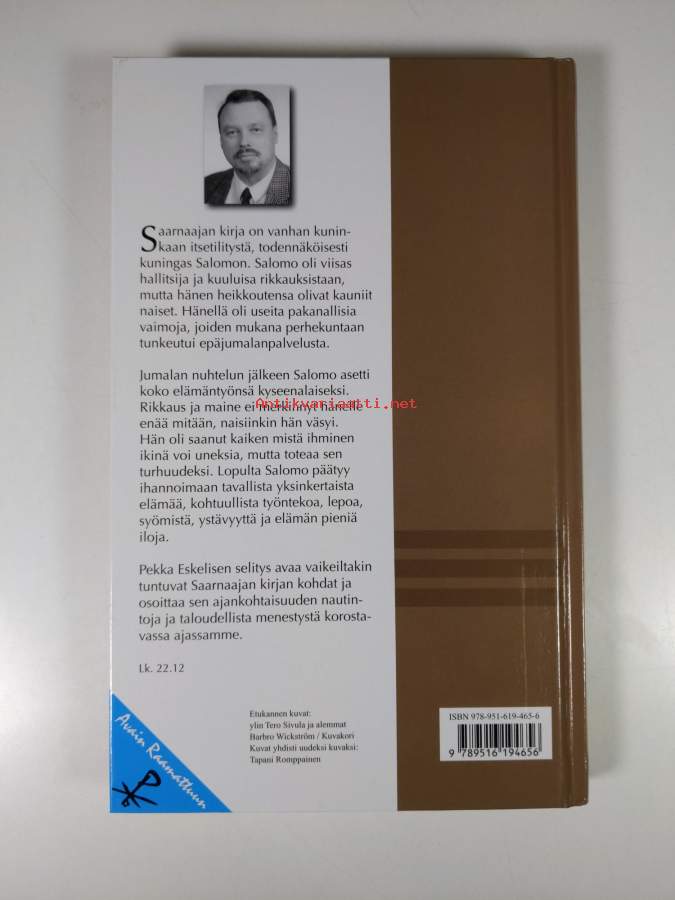 Saarnaajan kirja on vanhan kunin-
kaan itsetilitystä, todennäköisesti
kuningas Salomon. Salomo oli viisas
hallitsija ja kuuluisa rikkauksistaan,
mutta hänen heikkoutensa olivat kauniit
naiset. Hänellä oli useita pakanallisia
vaimoja, joiden mukana perhekuntaan
tunkeutui epäjumalanpalvelusta.
Jumalan nuhtelun jälkeen Salomo asetti
koko elämäntyönsä kyseenalaiseksi.
Rikkaus ja maine ei merkinnyt hänelle
Antikvariaatti.net
enää mitään, naisiinkin hän väsyi.
Hän oli saanut kaiken mistä ihminen
ikinä voi uneksia, mutta toteaa sen
turhuudeksi. Lopulta Salomo päätyy
ihannoimaan tavallista yksinkertaista
elämää, kohtuullista työntekoa, lepoa,
syömistä, ystävyyttä ja elämän pieniä
iloja.
Pekka Eskelisen selitys avaa vaikeiltakin
tuntuvat Saarnaajan kirjan kohdat ja
osoittaa sen ajankohtaisuuden nautin-
toja ja taloudellista menestystä korosta-
vassa ajassamme.
Lk. 22.12
Etukannen kuvat:
ylin Tero Sivula ja alemmat
Barbro Wickström / Kuvakori
Kuvat yhdisti uudeksi kuvaksi:
Tapani Romppainen
Avain Raamattuun
ISBN 978-951-619-465-6
9 789516 194656